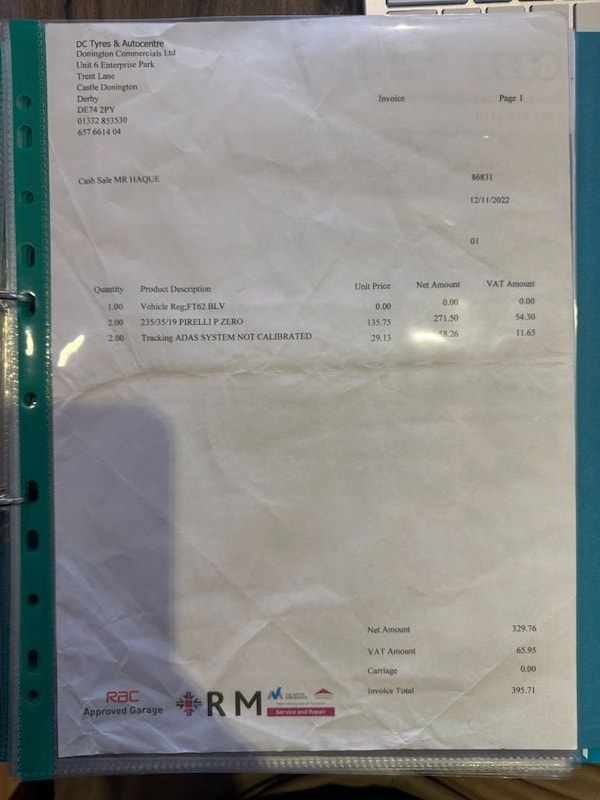 DC Tyres & Autocentre
Donington Commercials Ltd
Unit 6 Enterprise Park
Trent Lane
Castle Donington
Derby
DE74 2PY
01332 853530
657 6614 04
Invoice Page 1
Cash Sale MR HAQUE 86831
12/11/2022
01
Quantity Product Description Unit Price Net Amount VAT Amount
1.00 Vehicle Reg;FT62 BLV 0.00 0.00 0.00
2.00 235/35/19 PIRELLI P ZERO 135.75 271.50 54.30
2.00 Tracking ADAS SYSTEM NOT CALIBRATED 29.13 58.26 11.65
Net Amount 329.76
VAT Amount 65.95
Carriage 0.00
Invoice Total 395.71
RAC
Approved Garage
RM
Service and Repair